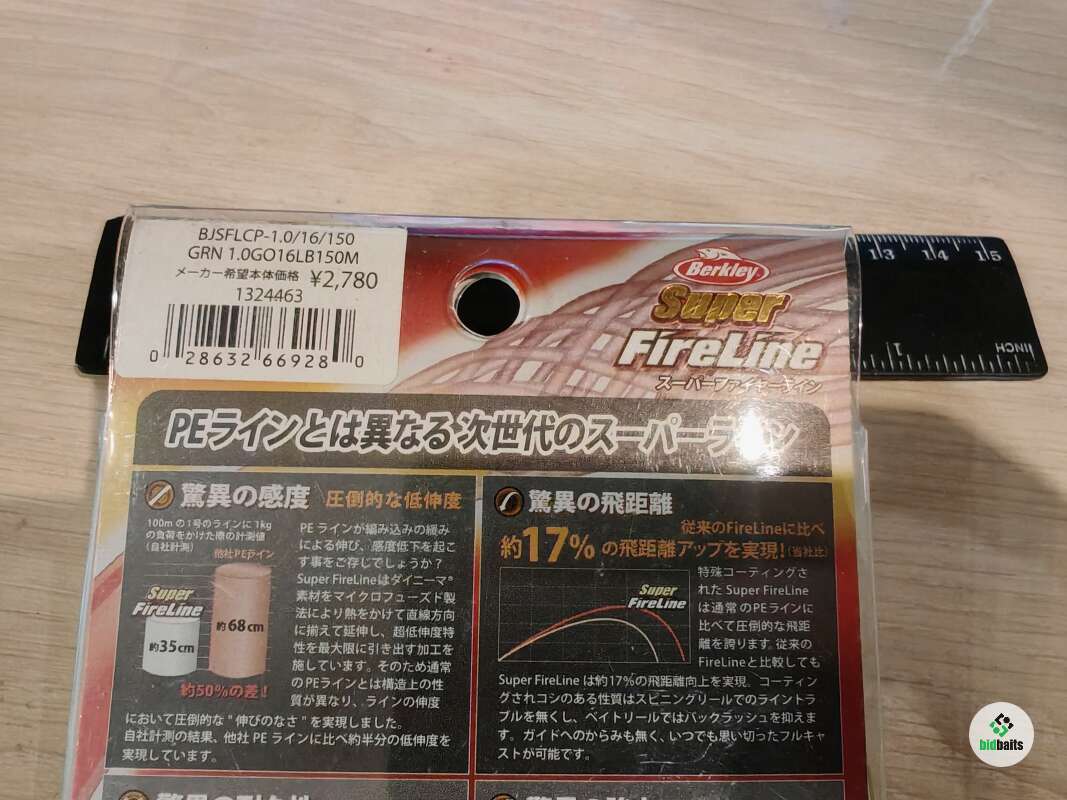 BJSFLCP-1.0/16/150
GRN 1.0GO16LB150M
メーカー希望本体価格 ¥2,780
1324463
0 28632 66928 0
Berkley
Super
FireLine
スーパーファイヤーライン
13 14 15
1 INCH
PEラインとは異なる次世代のスーパーライン
驚異の感度 圧倒的な低伸度
100mの1号のラインに1kg
の負荷をかけた際の計測値
(自社計測)
他社PEライン
Super
FireLine
約35cm
約68cm
約50%の差!
PEラインが編み込みの緩み
による伸び、感度低下を起こ
す事をご存じでしょうか?
Super FireLineはダイニーマ®
素材をマイクロフューズド製
法により熱をかけて直線方向
に揃えて延伸し、超低伸度特
性を最大限に引き出す加工を
施しています。そのため通常
のPEラインとは構造上の性
質が異なり、ラインの伸度
において圧倒的な"伸びのなさ"を実現しました。
自社計測の結果、他社PEラインに比べ約半分の低伸度を
実現しています。
驚異の飛距離
従来のFireLineに比べ
約17%の飛距離アップを実現!(当社比)
Super
FireLine
特殊コーティングさ
れたSuper FireLine
は通常のPEラインに
比べて圧倒的な飛距
離を誇ります。従来の
FireLineと比較しても
Super FireLineは約17%の飛距離向上を実現。コーティン
グされコシのある性質はスピニングリールでのライントラ
ブルを無くし、ベイトリールではバックラッシュを抑えま
す。ガイドへのからみも無く、いつでも思い切ったフルキャ
ストが可能です。
bidbaits